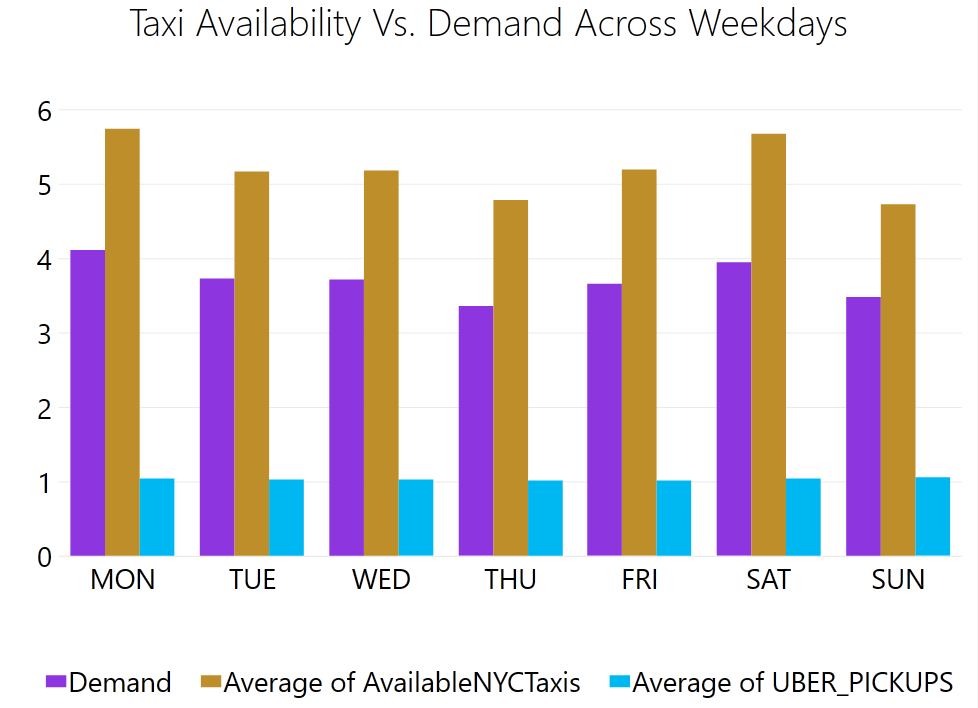 Taxi Availability Vs. Demand Across Weekdays
6
5
4
3
2
1
0
MON TUE WED THU FRI SAT SUN
Demand Average of AvailableNYCTaxis Average of UBER_PICKUPS